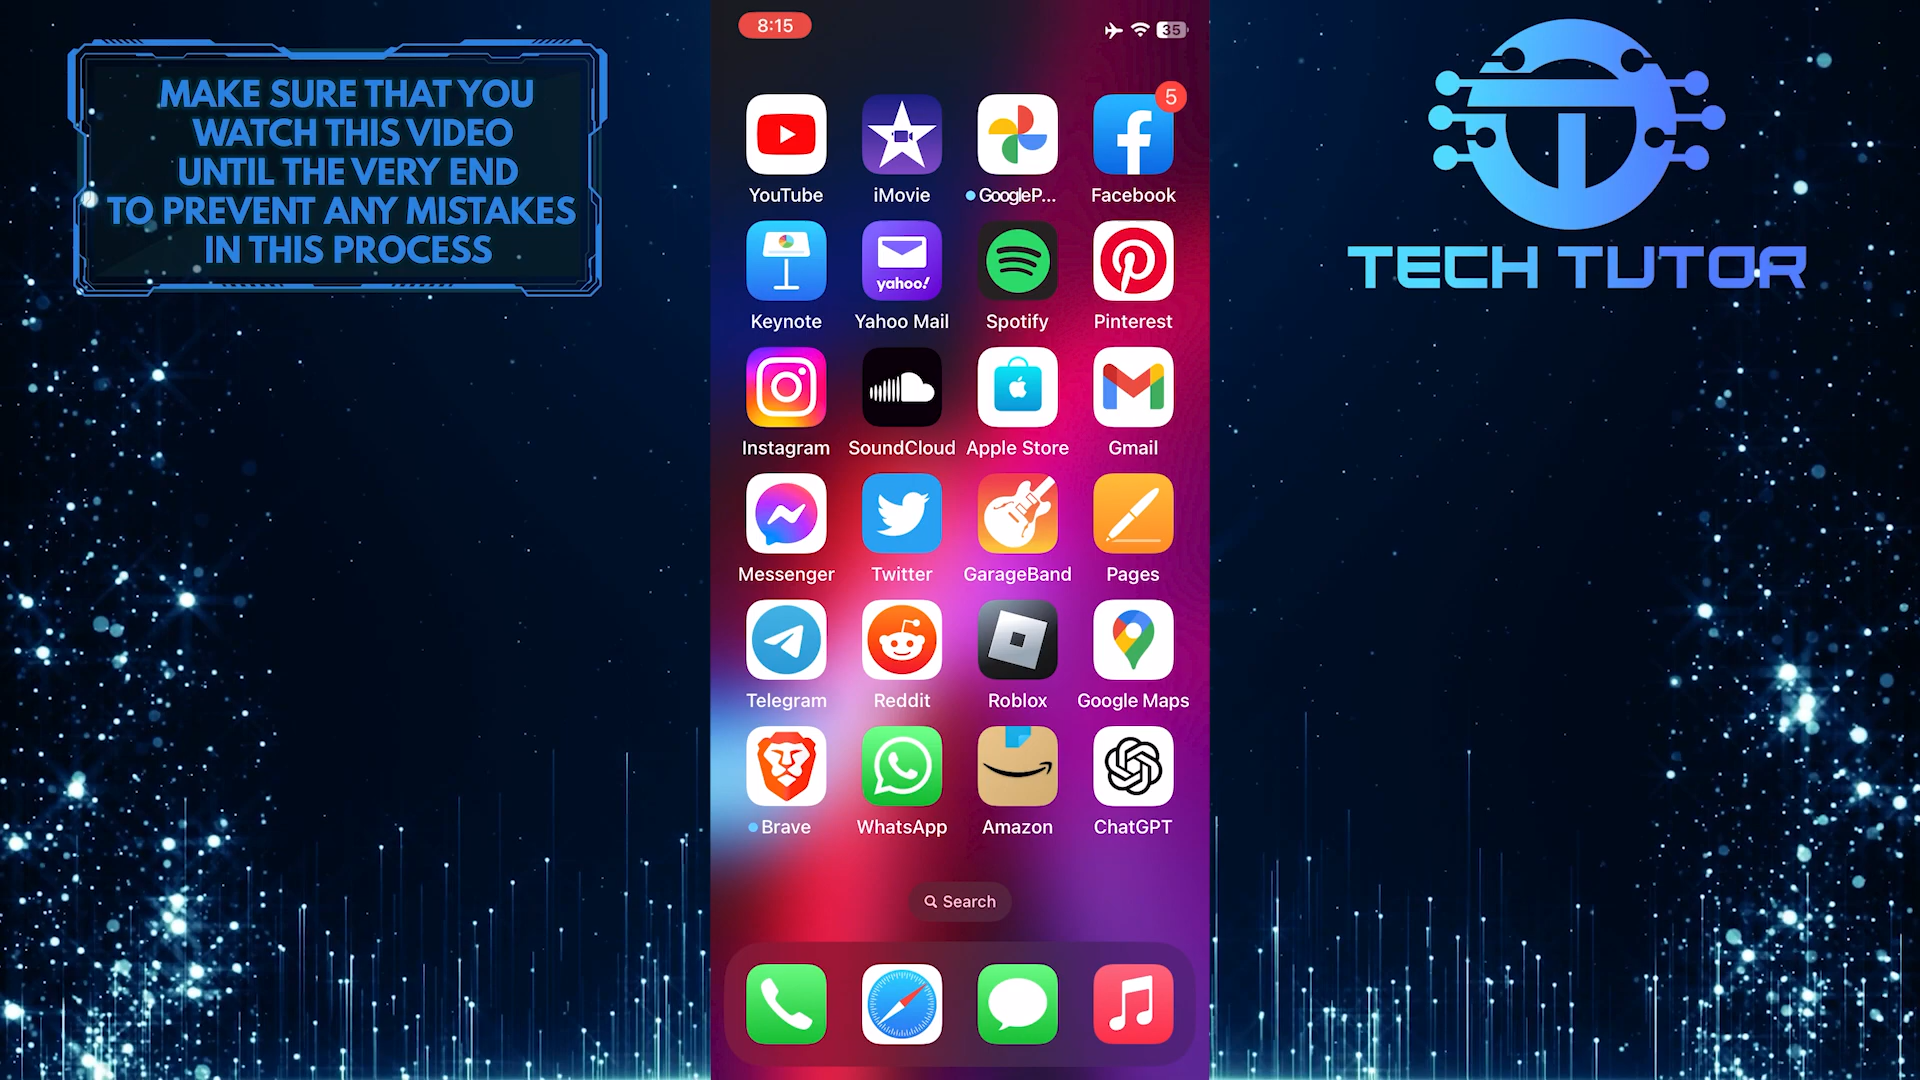 MAKE SURE THAT YOU
WATCH THIS VIDEO
UNTIL THE VERY END
TO PREVENT ANY MISTAKES
IN THIS PROCESS
8:15
35
5
YouTube
iMovie
GoogleP...
Facebook
yahoo!
Keynote
Yahoo Mail
Spotify
Pinterest
Instagram
SoundCloud
Apple Store
Gmail
Messenger
Twitter
GarageBand
Pages
Telegram
Reddit
Roblox
Google Maps
Brave
WhatsApp
Amazon
ChatGPT
Search
TECH TUTOR